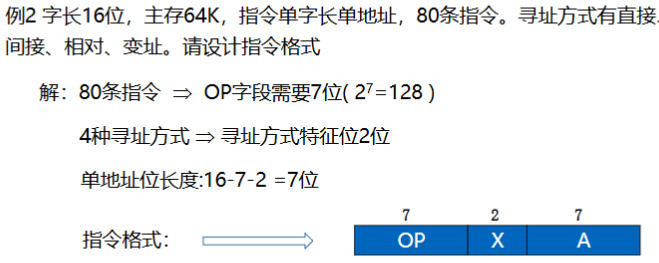 例2 字长16位，主存64K，指令单字长单地址，80条指令。寻址方式有直接、
间接、相对、变址。请设计指令格式
解：80条指令 ⇒ OP字段需要7位( 2⁷=128 )
4种寻址方式 ⇒ 寻址方式特征位2位
单地址位长度:16-7-2 =7位
7 2 7
指令格式： OP X A